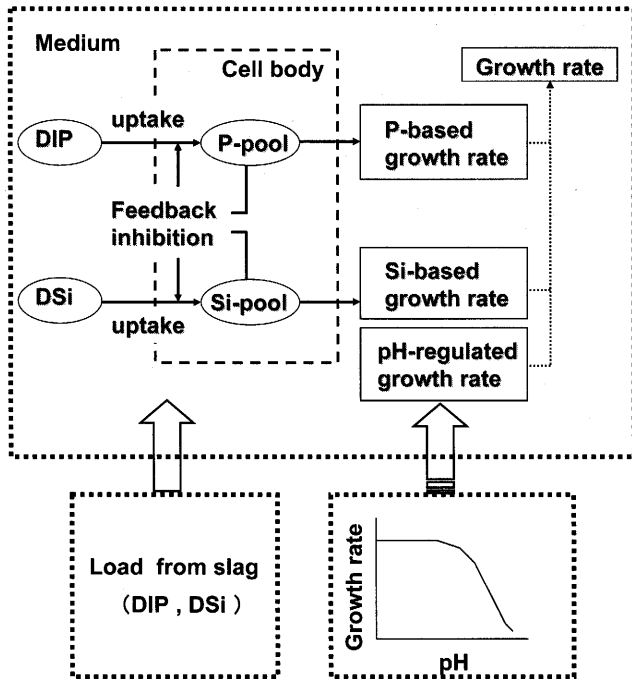 Medium
Cell body
Growth rate
uptake
DIP
P-pool
P-based
growth rate
Feedback
inhibition
DSi
Si-pool
Si-based
growth rate
uptake
pH-regulated
growth rate
Load from slag
(DIP , DSi )
Growth rate
pH